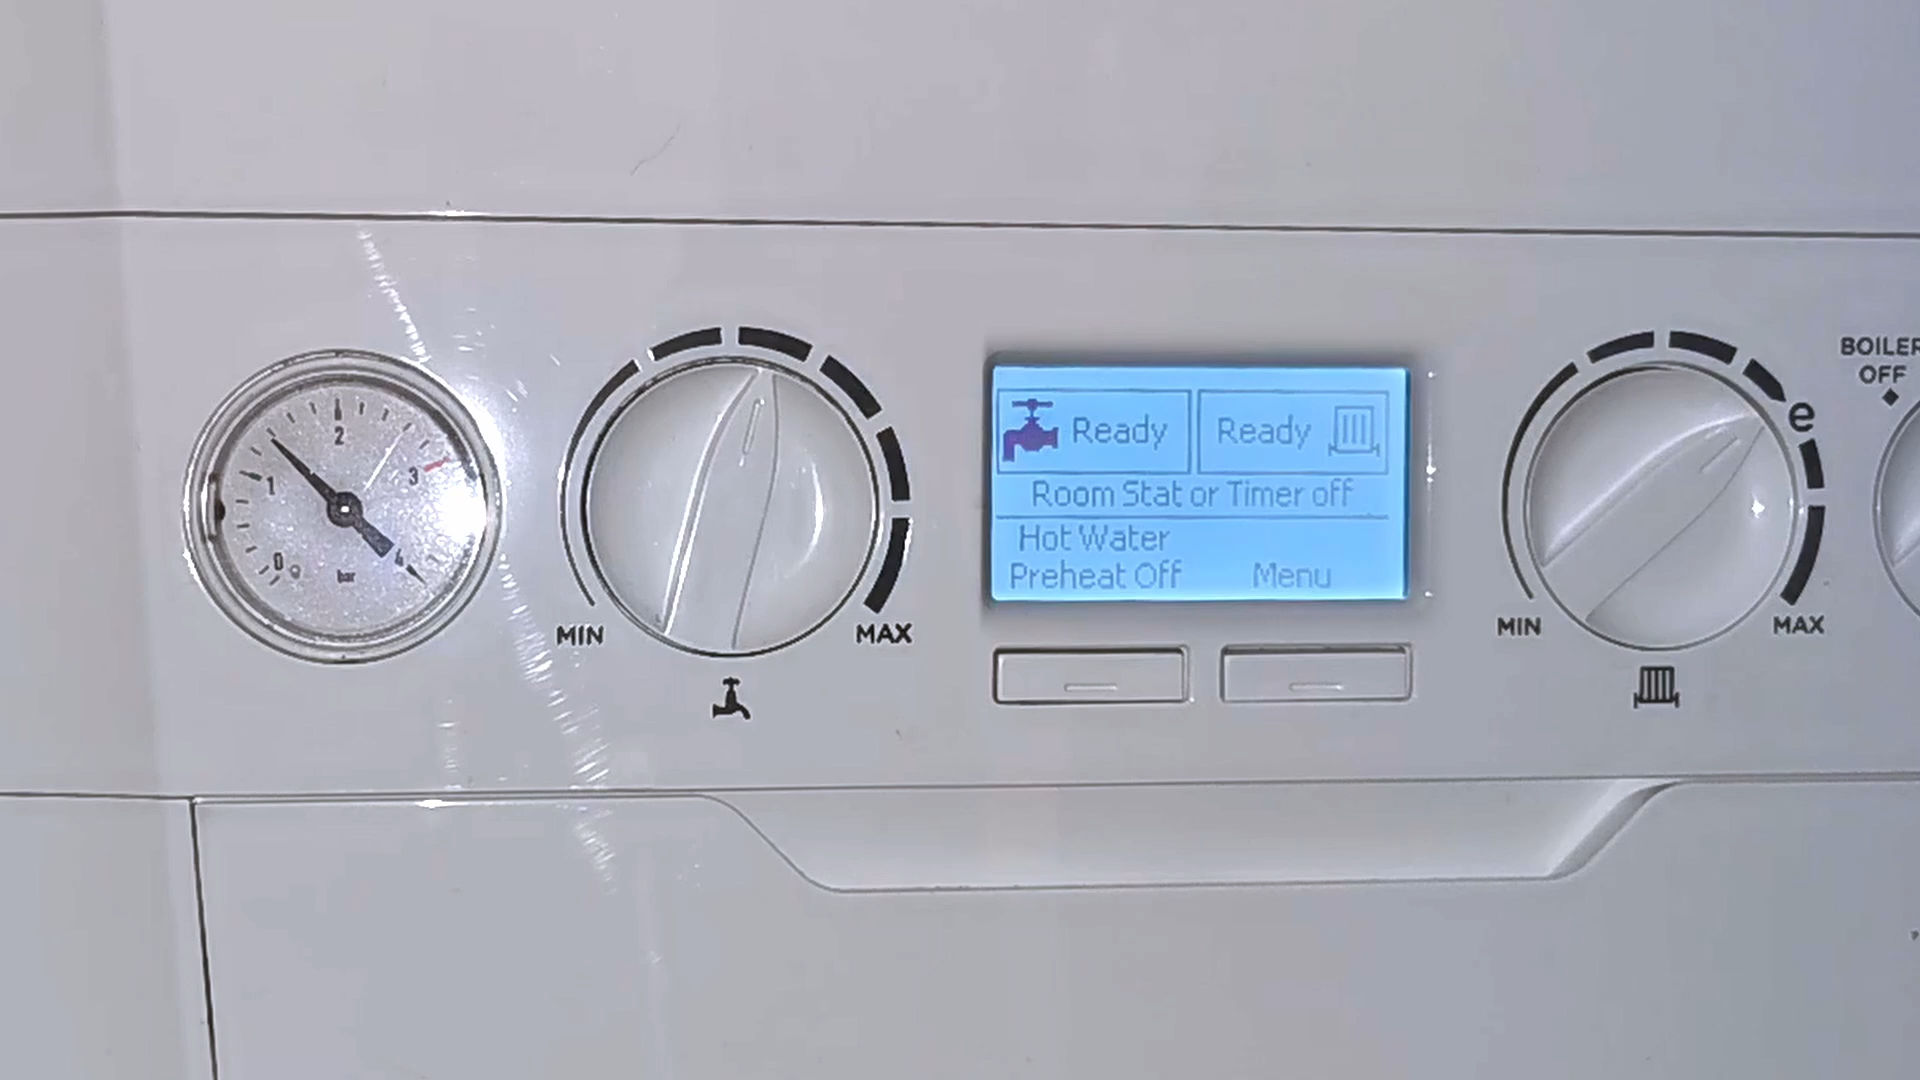 0
1
2
3
4
bar
MIN
MAX
Ready
Ready
Room Stat or Timer off
Hot Water
Preheat Off
Menu
e
MIN
MAX
BOILER
OFF